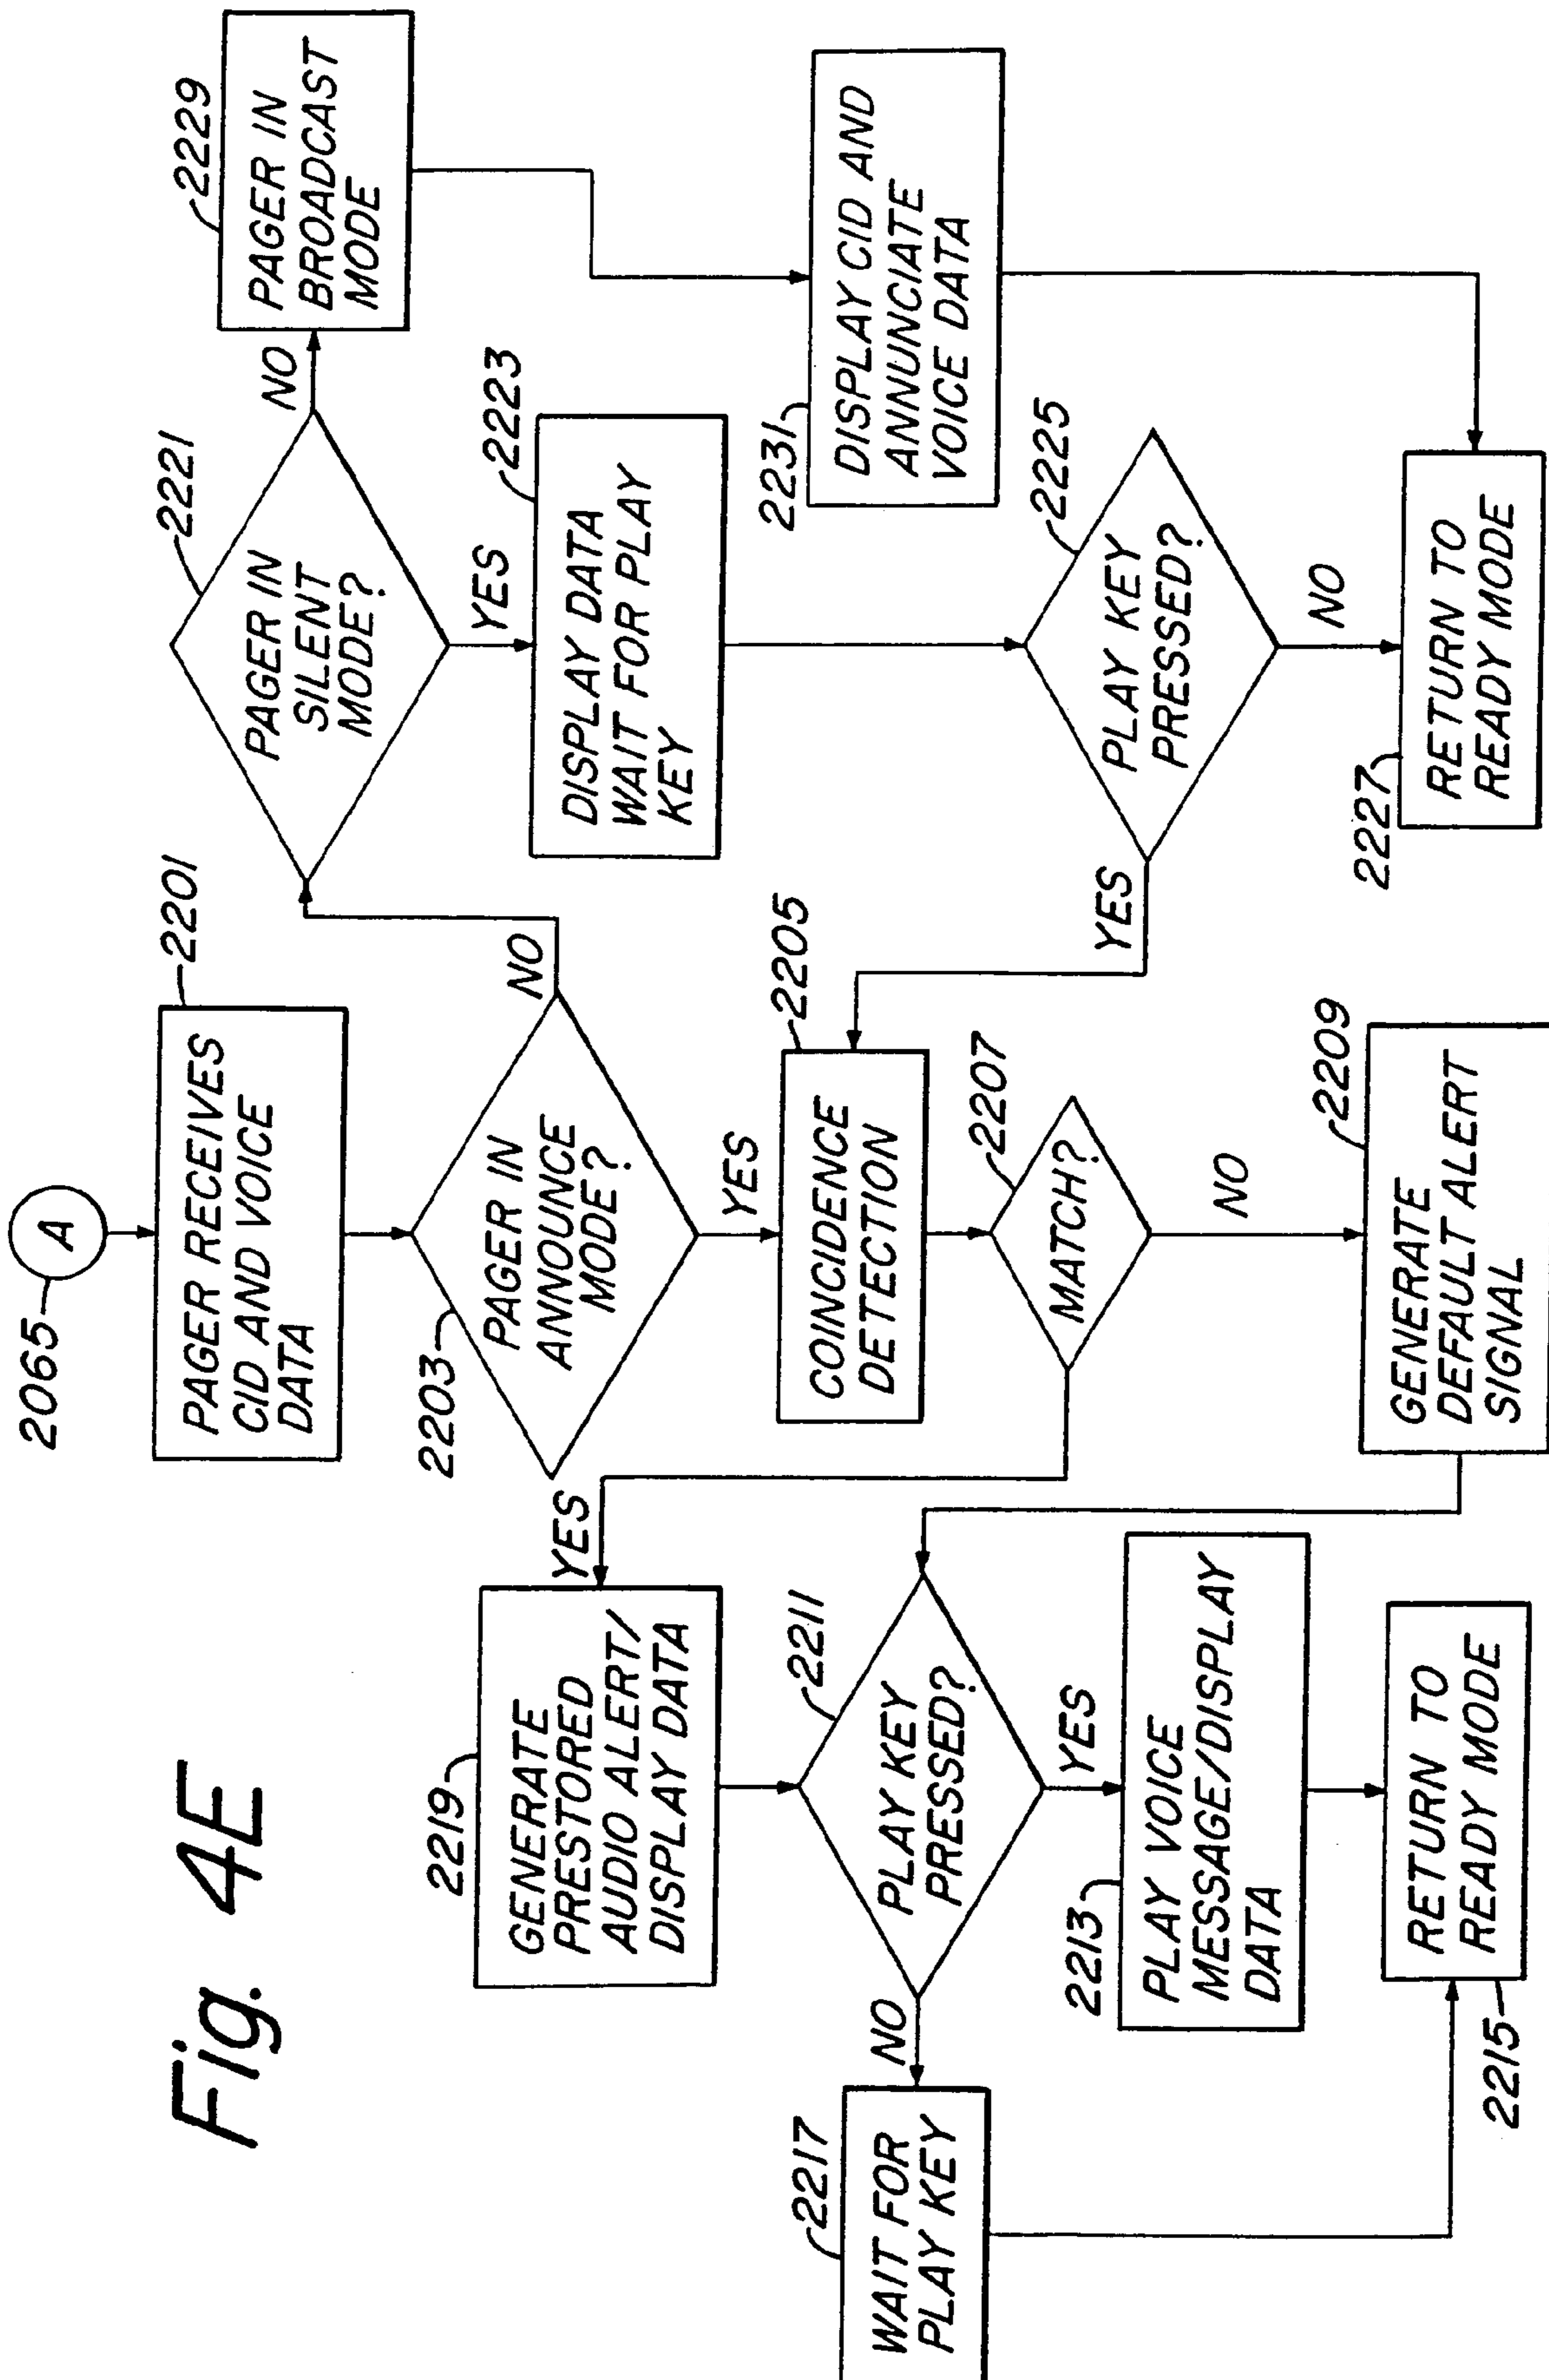 Fig. 4E
2065
A
2201
PAGER RECEIVES
CID AND VOICE
DATA
2203
PAGER IN
ANNOUNCE
MODE?
NO
YES
2205
COINCIDENCE
DETECTION
2207
MATCH?
YES
NO
2209
GENERATE
DEFAULT ALERT
SIGNAL
2219
GENERATE
PRESTORED
AUDIO ALERT/
DISPLAY DATA
2211
PLAY KEY
PRESSED?
NO
YES
2217
WAIT FOR
PLAY KEY
2213
PLAY VOICE
MESSAGE/DISPLAY
DATA
2215
RETURN TO
READY MODE
2221
PAGER IN
SILENT
MODE?
NO
YES
2223
DISPLAY DATA
WAIT FOR PLAY
KEY
2225
PLAY KEY
PRESSED?
YES
NO
2227
RETURN TO
READY MODE
2229
PAGER IN
BROADCAST
MODE
2231
DISPLAY CID AND
ANNUNCIATE
VOICE DATA